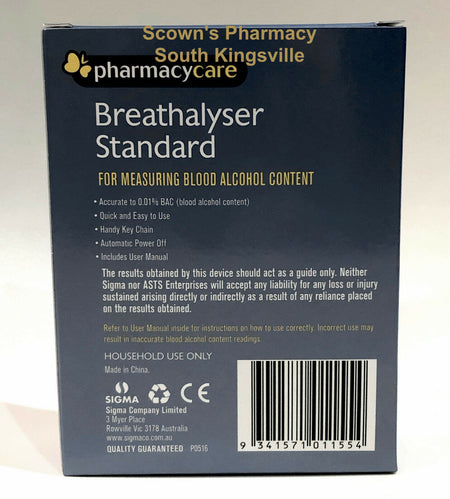 Scown's Pharmacy
South Kingsville
pharmacycare
Breathalyser
Standard
FOR MEASURING BLOOD ALCOHOL CONTENT
• Accurate to 0.01% BAC (blood alcohol content)
• Quick and Easy to Use
• Handy Key Chain
• Automatic Power Off
• Includes User Manual
The results obtained by this device should act as a guide only. Neither
Sigma nor ASTS Enterprises will accept any liability for any loss or injury
sustained arising directly or indirectly as a result of any reliance placed
on the results obtained.
Refer to User Manual inside for instructions on how to use correctly. Incorrect use may
result in inaccurate blood alcohol content readings.
HOUSEHOLD USE ONLY
Made in China.
SIGMA CE
Sigma Company Limited
3 Myer Place
Rowville Vic 3178 Australia
www.sigmaco.com.au
QUALITY GUARANTEED P0516
9 341571 011554